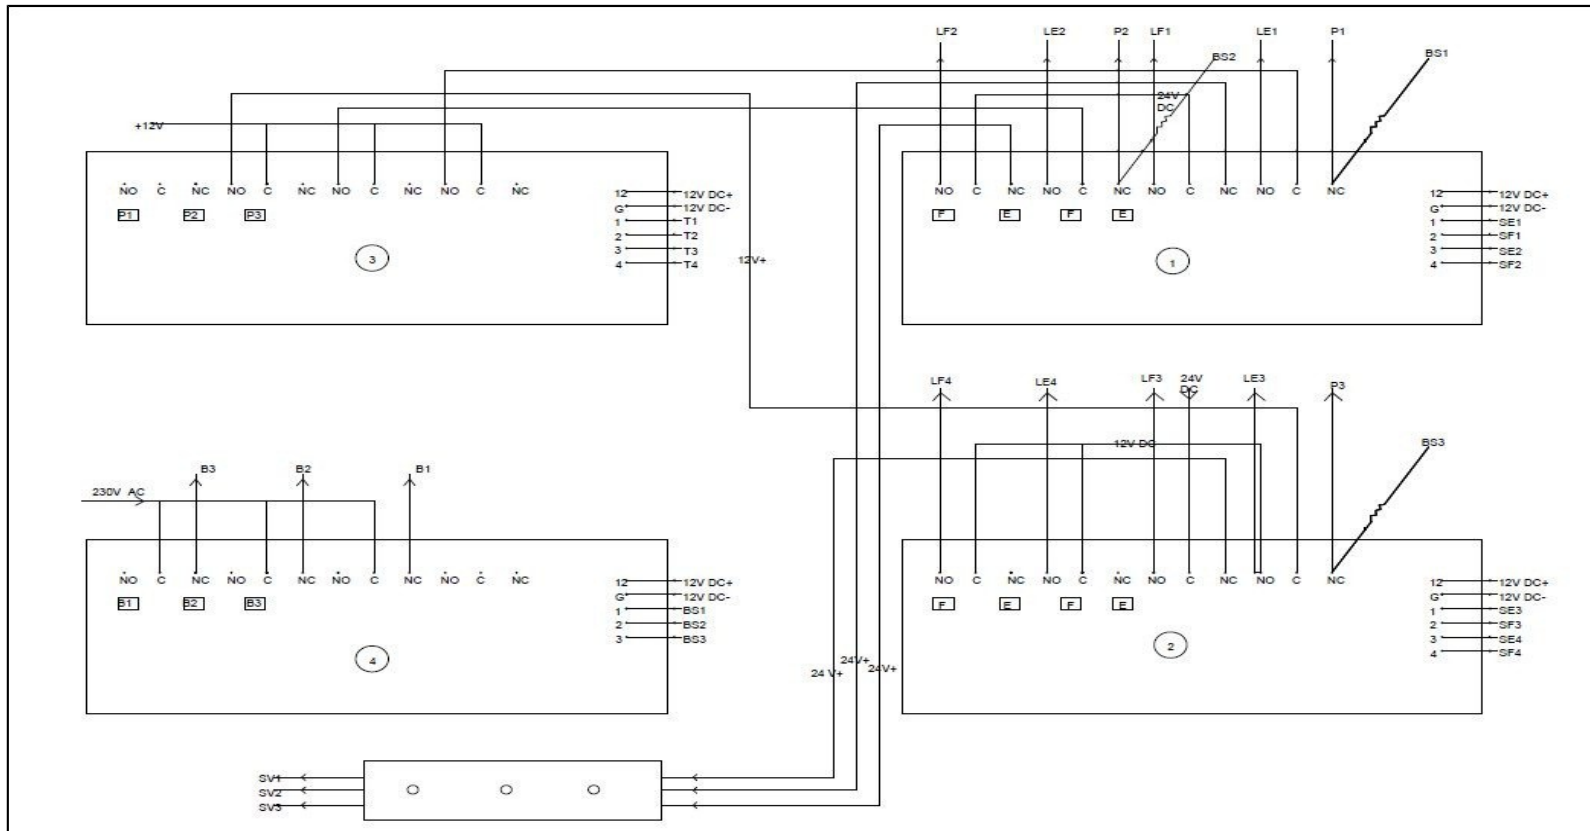 LF2 LE2 P2 LF1 LE1 P1
BS2 BS1
24V
DC
+12V
NO C NC NO C NC NO C NC NO C NC
P1 P2 P3
12 12V DC+
G 12V DC-
1 T1
2 T2
3 T3
4 T4
3
12V+
NO C NC NO C NC NO C NC NO C NC
F E F E
12 12V DC+
G 12V DC-
1 SE1
2 SF1
3 SE2
4 SF2
1
LF4 LE4 LF3 24V LE3 P3
DC
12V DC
BS3
B3 B2 B1
230V AC
NO C NC NO C NC NO C NC NO C NC
B1 B2 B3
12 12V DC+
G 12V DC-
1 BS1
2 BS2
3 BS3
4
NO C NC NO C NC NO C NC NO C NC
F E F E
12 12V DC+
G 12V DC-
1 SE3
2 SF3
3 SE4
4 SF4
2
24 V+ 24V+ 24V+
SV1
SV2
SV3